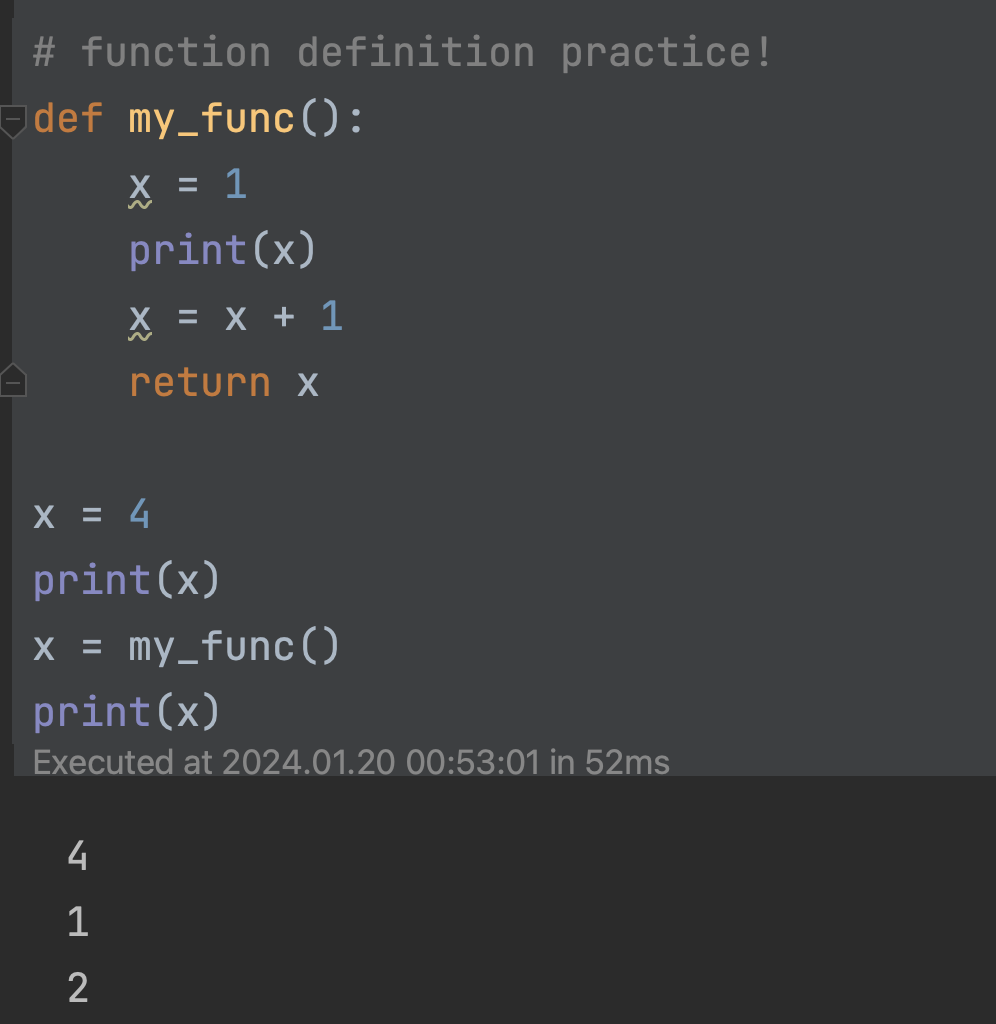 # function definition practice!
def my_func():
    x = 1
    print(x)
    x = x + 1
    return x

x = 4
print(x)
x = my_func()
print(x)
Executed at 2024.01.20 00:53:01 in 52ms
4
1
2